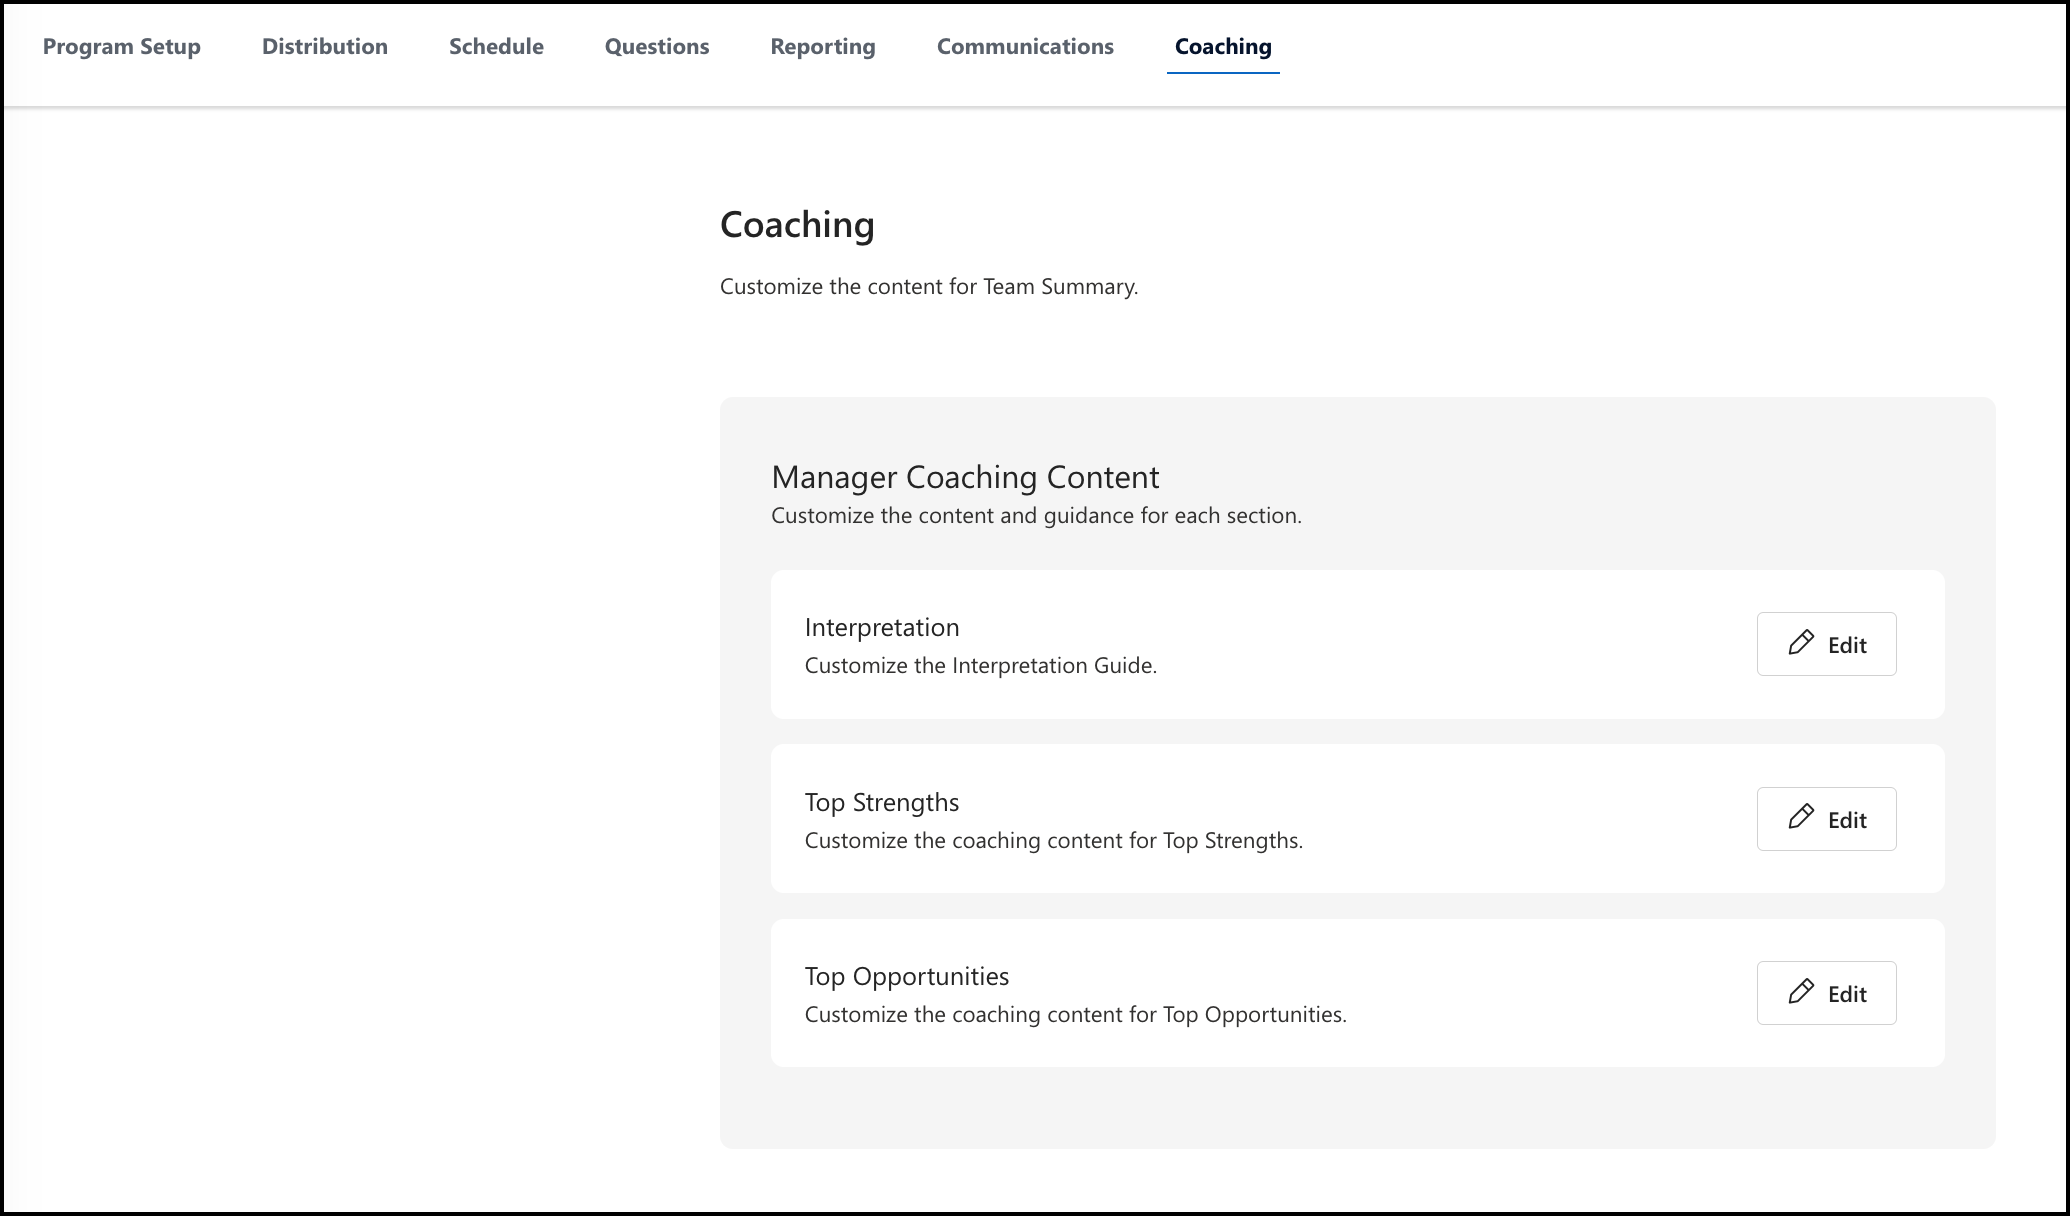 Program Setup Distribution Schedule Questions Reporting Communications Coaching
Coaching
Customize the content for Team Summary.
Manager Coaching Content
Customize the content and guidance for each section.
Interpretation
Customize the Interpretation Guide.
Edit
Top Strengths
Customize the coaching content for Top Strengths.
Edit
Top Opportunities
Customize the coaching content for Top Opportunities.
Edit